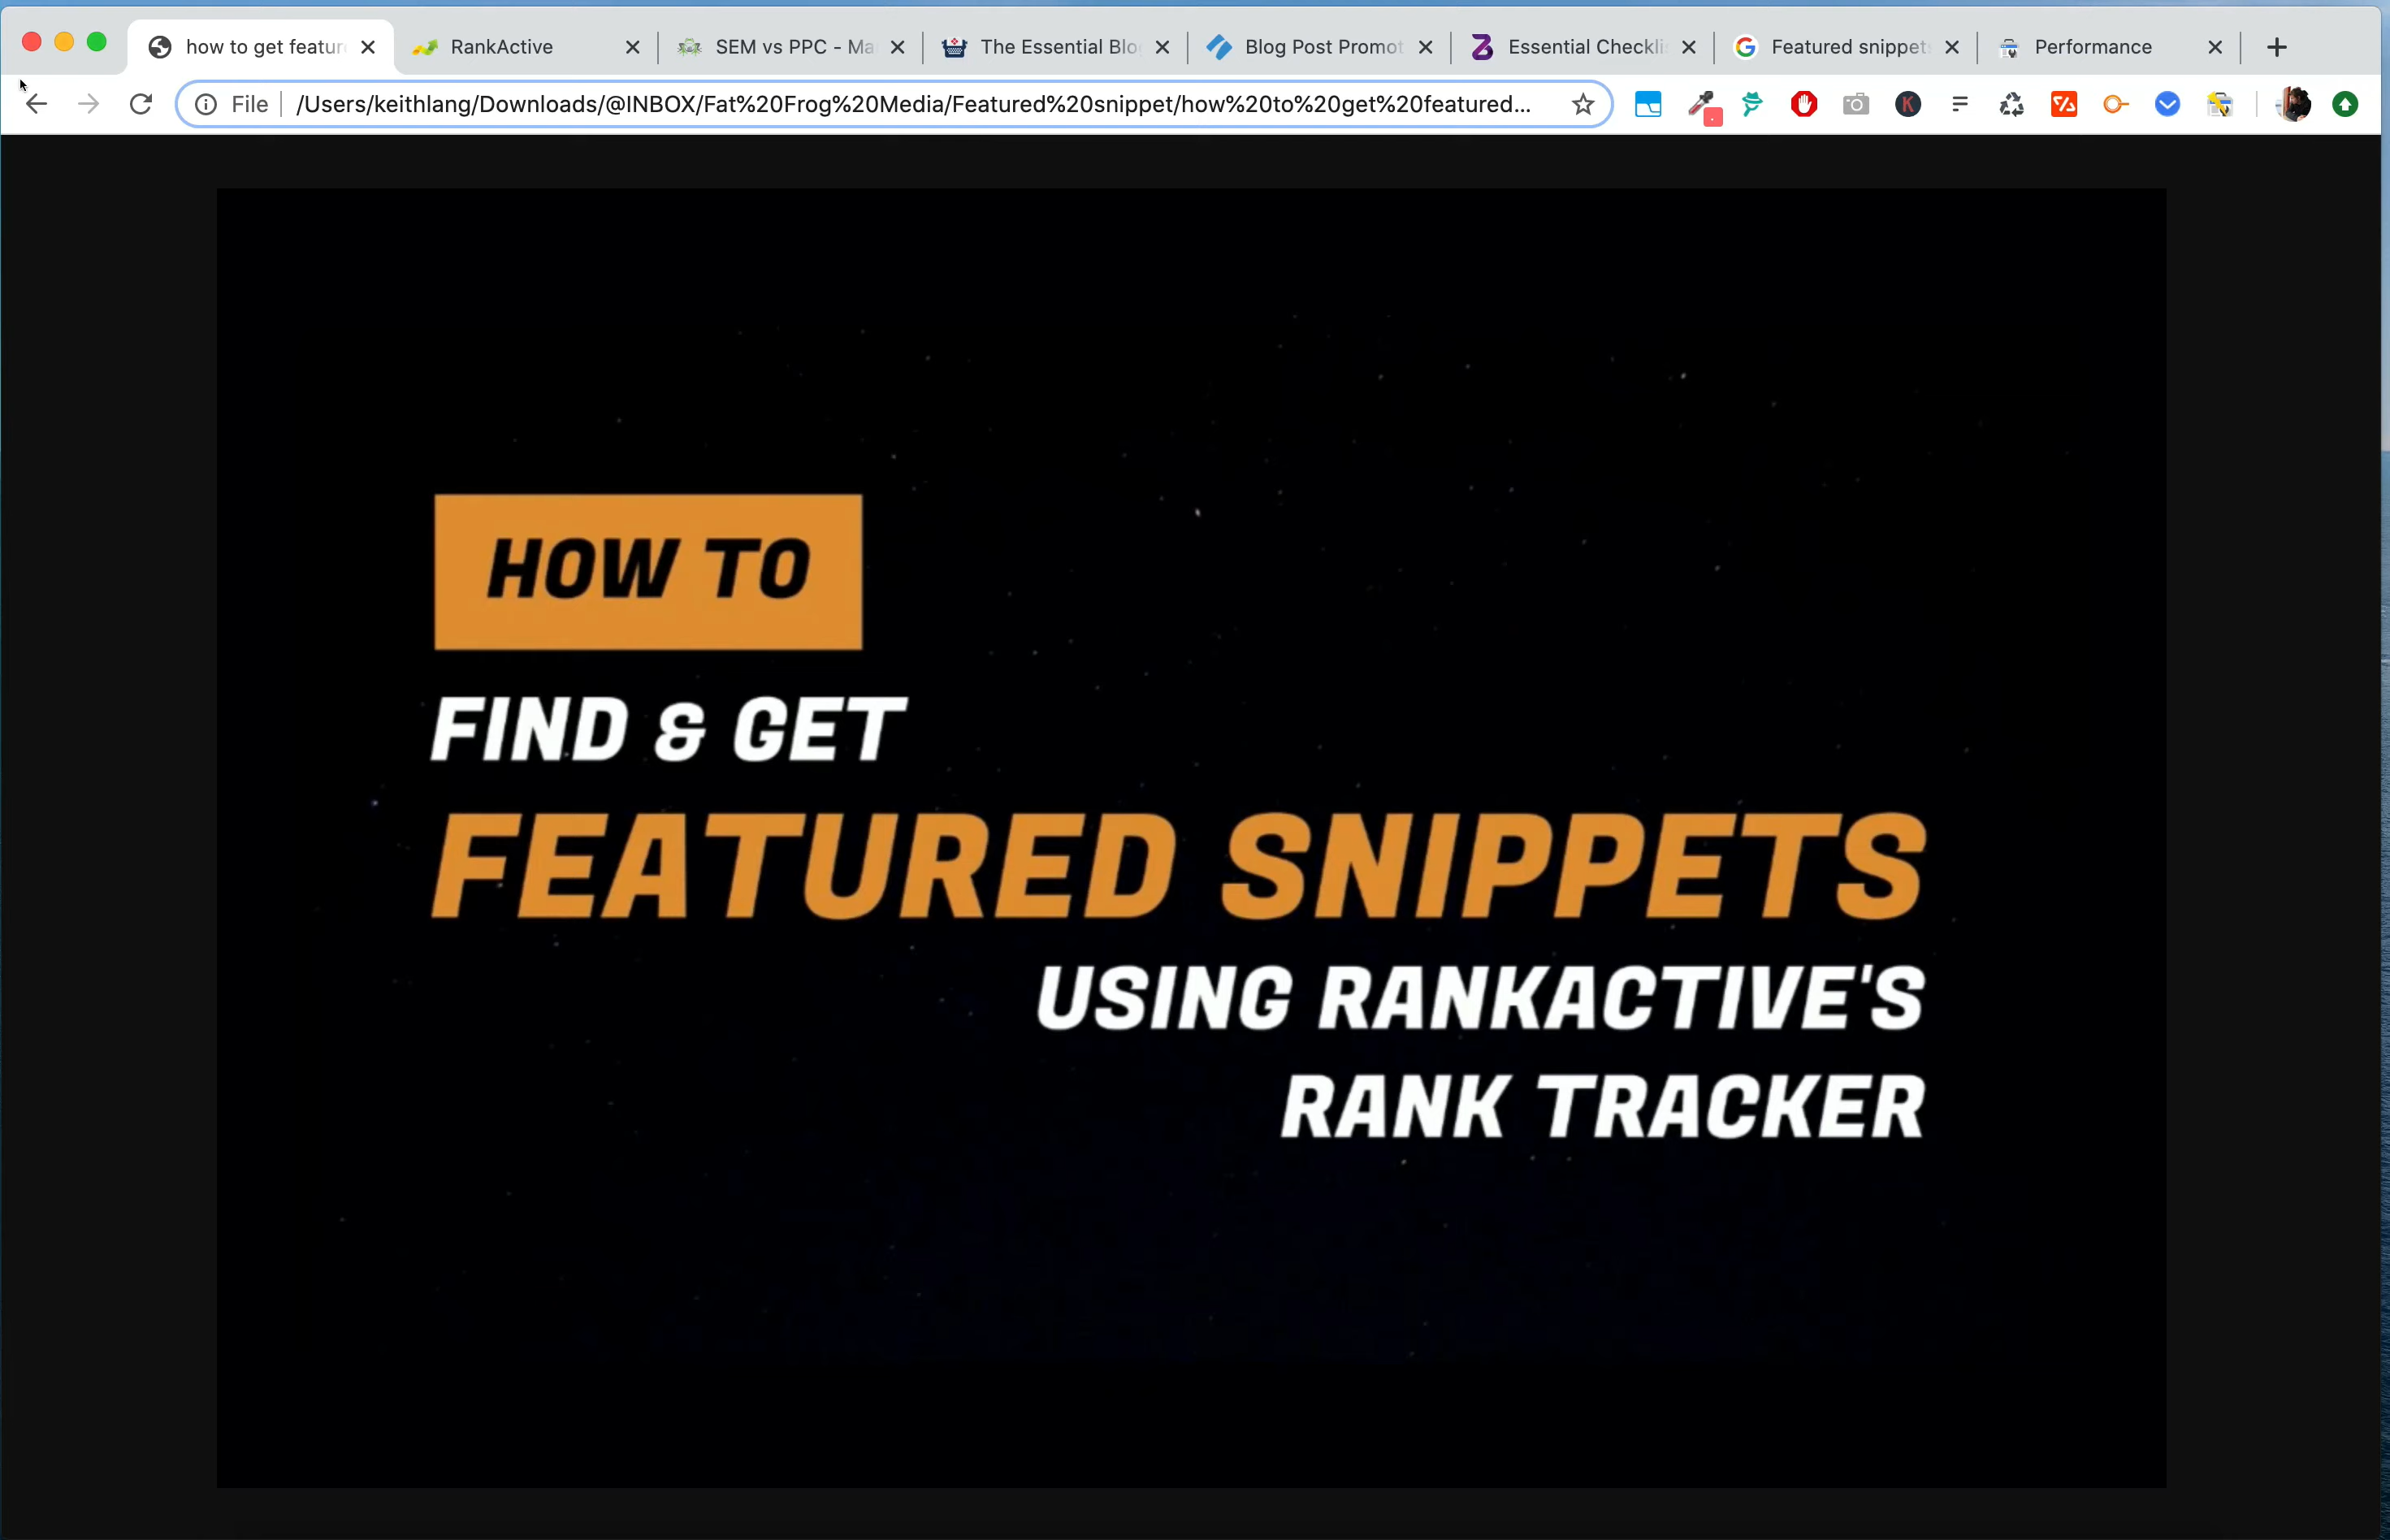 how to get featur
RankActive
SEM vs PPC - Ma
The Essential Blo
Blog Post Promot
Essential Checkli
Featured snippet
Performance
File
/Users/keithlang/Downloads/@INBOX/Fat%20Frog%20Media/Featured%20snippet/how%20to%20get%20featured...
K
HOW TO
FIND & GET
FEATURED SNIPPETS
USING RANKACTIVE'S
RANK TRACKER